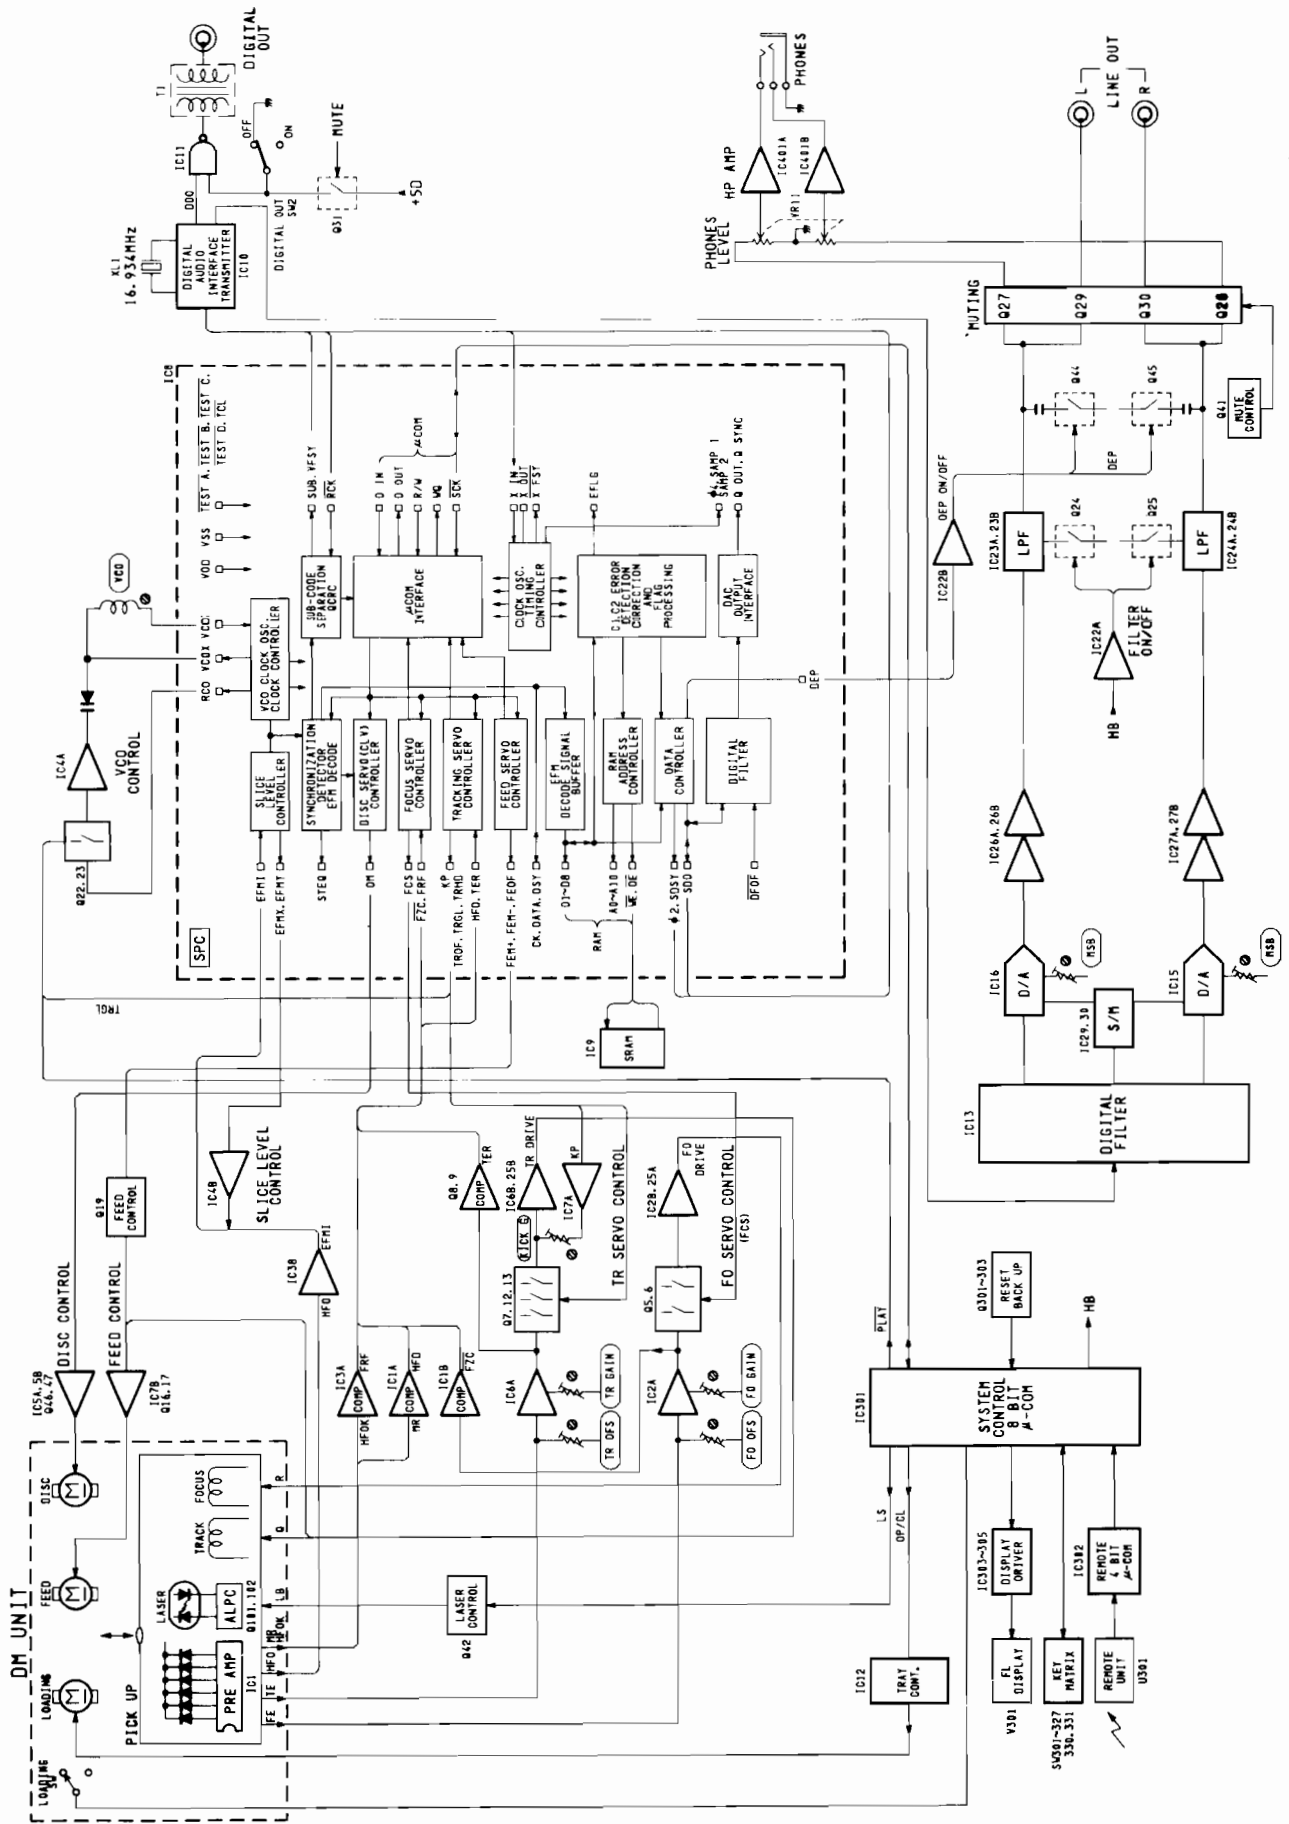 DM UNIT
LOADING SW
LOADING
FEED
DISC
PICK UP
LASER
TRACK
FOCUS
PRE AMP
IC1
ALPC
Q101.102
FE
TE
HFO
MR
HFOK
LD
Q
R
IC5A.5B
Q46.47
DISC CONTROL
IC7B
Q16.17
FEED CONTROL
Q19
FEED
CONTROL
IC4B
SLICE LEVEL
CONTROL
IC3B
HFO
EFMI
TRGL
IC3A
COMP
HFOK
FRF
IC1A
COMP
MR
HFD
IC1B
COMP
FZC
Q8.9
COMP
TER
IC6A
TR OFS
TR GAIN
Q7.12.13
KICK G
IC6B.25B
TR DRIVE
IC7A
KP
TR SERVO CONTROL
IC2A
FO OFS
FO GAIN
Q5.6
IC2B.25A
FO
DRIVE
FO SERVO CONTROL
(FCS)
Q42
LASER
CONTROL
Q22.23
IC4A
VCO
CONTROL
VCO
SPC
IC8
RCO
VCOX
VCCI
VDD
VSS
TEST A.TEST B.TEST C.
TEST D.TCL
EFMI
EFMX.EFMY
STEQ
DM
FCS
FZC.FRF
KP
TROF.TRGL.TRHD
HFD.TER
FEM+.FEM-.FEOF
CK.DATA.DSY
D1~D8
RAM
A0~A10
WE.OE
φ2.SDSY
SDO
DFOF
SLICE
LEVEL
CONTROLLER
VCO CLOCK OSC.
CLOCK CONTROLLER
SYNCHRONIZATION
DETECTOR
EFM DECODE
SUB-CODE
SEPARATION
QCRC
DISC SERVO(CLV)
CONTROLLER
FOCUS SERVO
CONTROLLER
TRACKING SERVO
CONTROLLER
FEED SERVO
CONTROLLER
μCOM
INTERFACE
CLOCK OSC.
TIMING
CONTROLLER
EFM
DECODE SIGNAL
BUFFER
RAM
ADDRESS
CONTROLLER
C1.C2 ERROR
DETECTION
CORRECTION
AND
FLAG
PROCESSING
DATA
CONTROLLER
DIGITAL
FILTER
DAC
OUTPUT
INTERFACE
SUB.VFSY
RCK
D IN
D OUT
R/W
WQ
SCK
μCOM
X IN
X OUT
X FSY
EFLG
φ4.SAMP 1
SAMP 2
Q OUT.Q SYNC
DEP
IC9
SRAM
XL1
16.934MHz
DIGITAL
AUDIO
INTERFACE
TRANSMITTER
IC10
DDO
IC11
T1
DIGITAL
OUT
DIGITAL OUT
SW2
OFF
ON
MUTE
Q31
+5D
IC301
SYSTEM
CONTROL
8 BIT
μ-COM
PLAY
LS
OP/CL
Q301~303
RESET
BACK UP
HB
IC12
TRAY
CONT.
IC303~305
DISPLAY
DRIVER
V301
FL
DISPLAY
SW301~327
330.331
KEY
MATRIX
IC302
REMOTE
4 BIT
μ-COM
REMOTE
UNIT
U301
IC13
DIGITAL
FILTER
IC16
D/A
MSB
IC29.30
S/M
IC15
D/A
MSB
IC26A.26B
IC27A.27B
HB
IC22A
FILTER
ON/OFF
IC22B
DEP ON/OFF
IC23A.23B
LPF
Q24
Q25
LPF
IC24A.24B
DEP
Q44
Q45
MUTING
Q27
Q29
Q30
Q28
Q41
MUTE
CONTROL
PHONES
LEVEL
VR11
HP AMP
IC401A
IC401B
PHONES
L
LINE OUT
R